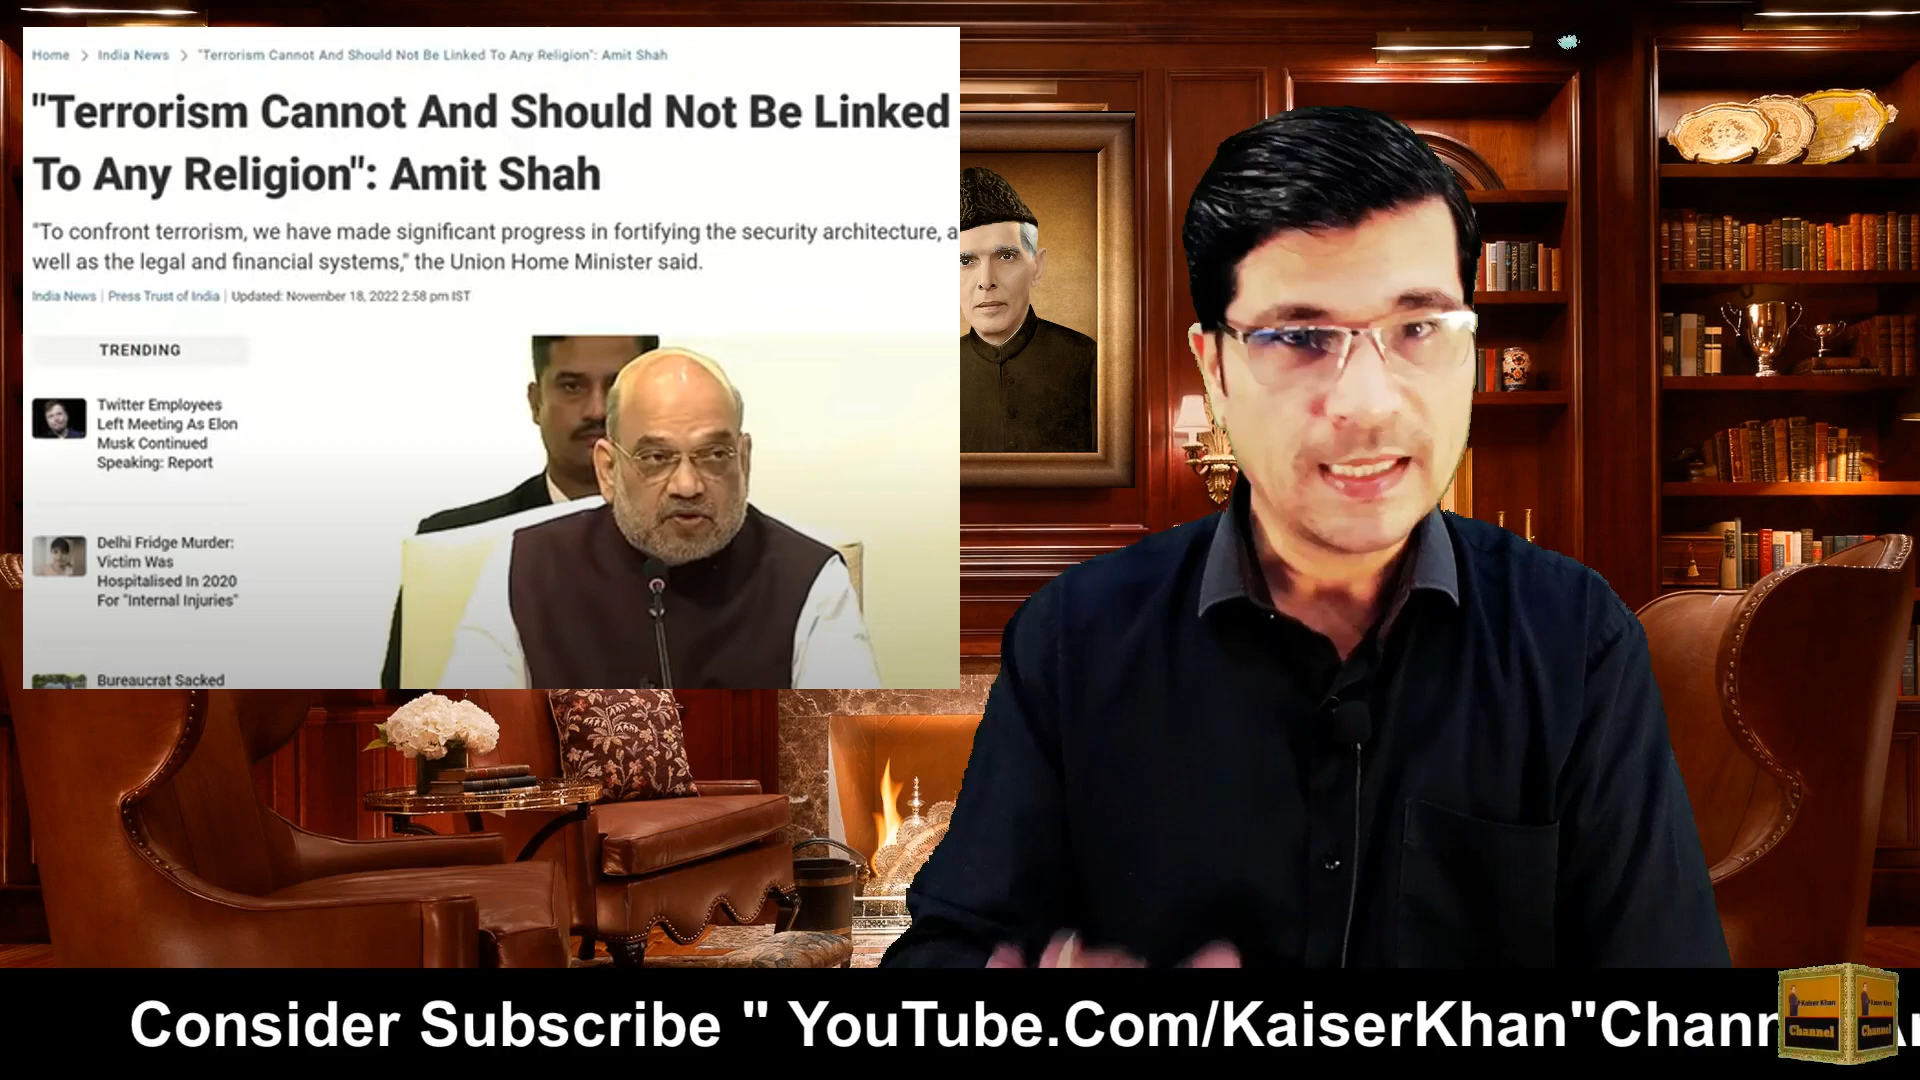 Home > India News > "Terrorism Cannot And Should Not Be Linked To Any Religion": Amit Shah
"Terrorism Cannot And Should Not Be Linked
To Any Religion": Amit Shah
"To confront terrorism, we have made significant progress in fortifying the security architecture, a
well as the legal and financial systems," the Union Home Minister said.
India News | Press Trust of India | Updated: November 18, 2022 2:58 pm IST
TRENDING
Twitter Employees
Left Meeting As Elon
Musk Continued
Speaking: Report
Delhi Fridge Murder:
Victim Was
Hospitalised In 2020
For "Internal Injuries"
Bureaucrat Sacked
Consider Subscribe " YouTube.Com/KaiserKhan"Chann
Kaiser Khan
Channel
Kaiser Khan
Channel